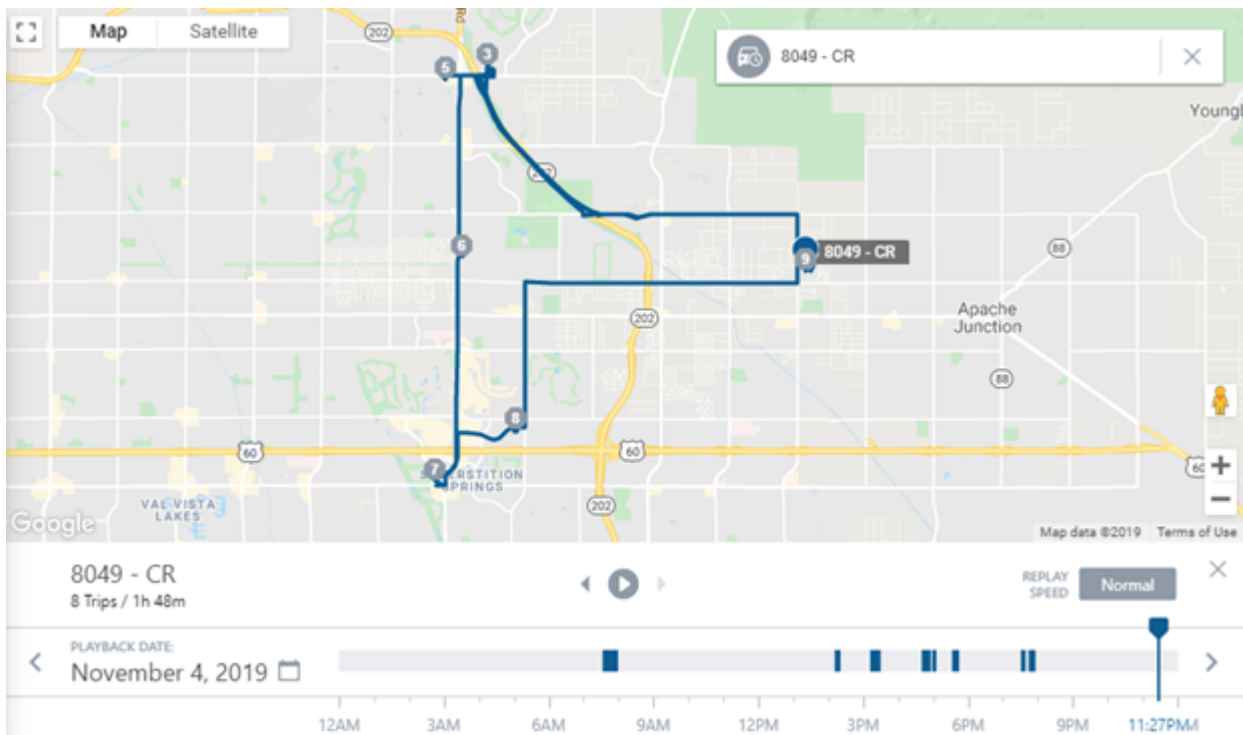 Map
Satellite
202
Rd
8049 - CR
5
3
Young
202
6
9
8049 - CR
88
202
Apache
Junction
88
8
60
60
60
7
SPRINGS
VAL VISTA
LAKES
202
Google
Map data ©2019
Terms of Use
8049 - CR
8 Trips / 1h 48m
REPLAY
SPEED
Normal
PLAYBACK DATE:
November 4, 2019
12AM
3AM
6AM
9AM
12PM
3PM
6PM
9PM
11:27PM